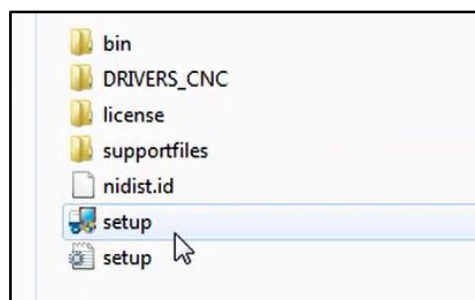 bin
DRIVERS_CNC
license
supportfiles
nidist.id
setup
setup